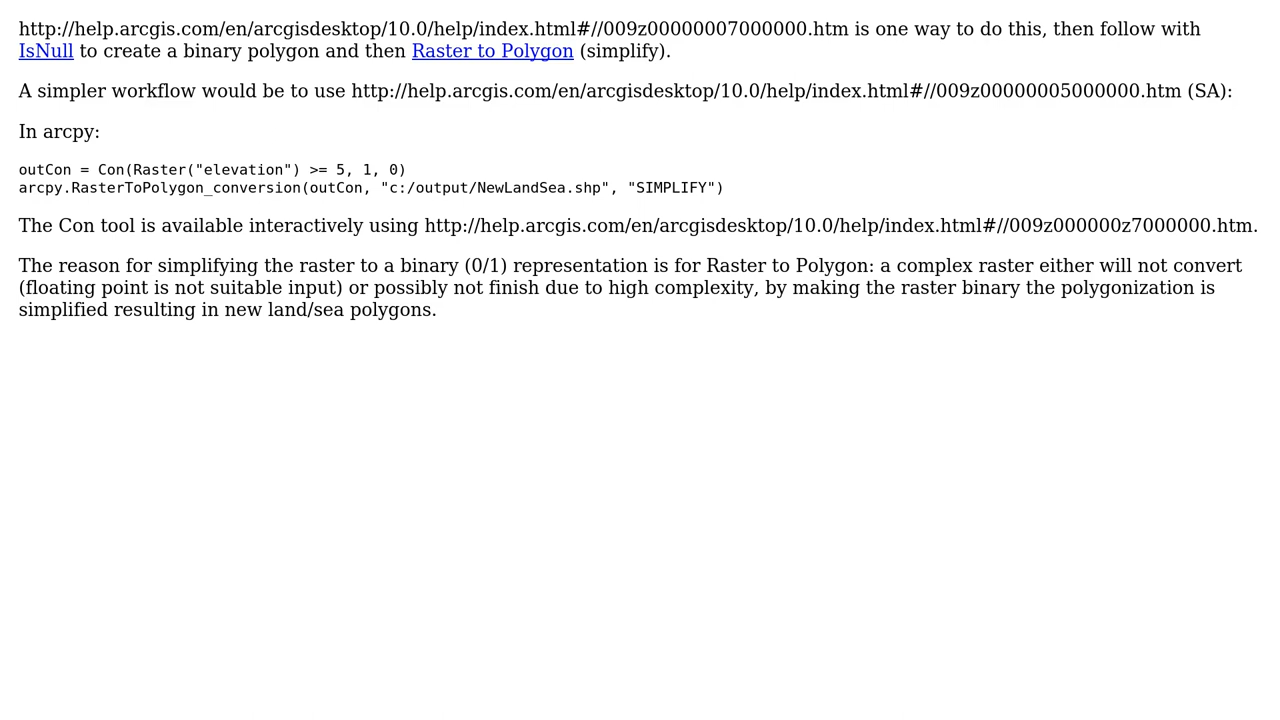 http://help.arcgis.com/en/arcgisdesktop/10.0/help/index.html#//009z00000007000000.htm is one way to do this, then follow with
IsNull to create a binary polygon and then Raster to Polygon (simplify).
A simpler workflow would be to use http://help.arcgis.com/en/arcgisdesktop/10.0/help/index.html#//009z00000005000000.htm (SA):
In arcpy:
outCon = Con(Raster("elevation") >= 5, 1, 0)
arcpy.RasterToPolygon_conversion(outCon, "c:/output/NewLandSea.shp", "SIMPLIFY")
The Con tool is available interactively using http://help.arcgis.com/en/arcgisdesktop/10.0/help/index.html#//009z000000z7000000.htm.
The reason for simplifying the raster to a binary (0/1) representation is for Raster to Polygon: a complex raster either will not convert
(floating point is not suitable input) or possibly not finish due to high complexity, by making the raster binary the polygonization is
simplified resulting in new land/sea polygons.